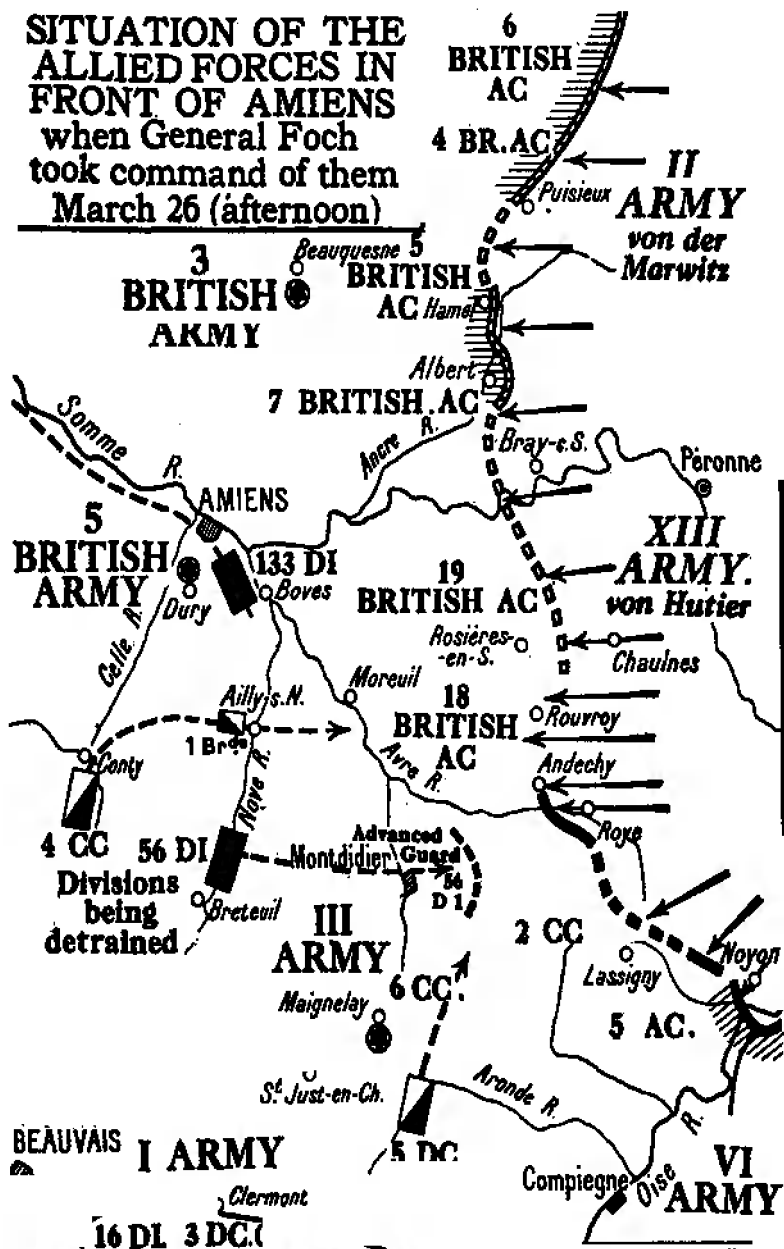 SITUATION OF THE
ALLIED FORCES IN
FRONT OF AMIENS
when General Foch
took command of them
March 26 (afternoon)
6
BRITISH
AC
4 BR. AC
Puisieux
II
ARMY
von der
Marwitz
3
BRITISH
ARMY
Beauquesne
5
BRITISH
AC
Hamel
Albert
7 BRITISH. AC
Ancre R.
Bray-s.S.
Péronne
Somme
R.
AMIENS
5
BRITISH
ARMY
Dury
133 DI
Boves
Celle R.
19
BRITISH AC
XIII
ARMY.
von Hutier
Rosières-
-en-S.
Chaulnes
Moreuil
Ailly s. N.
1 Brde
18
BRITISH
AC
Rouvroy
Conty
Noye R.
Avre R.
Andechy
Roye
4 CC
Divisions
being
detrained
56 DI
Breteuil
Montdidier
Advanced
Guard
56
D I
III
ARMY
2 CC
Lassigny
Noyon
6 CC.
Maignelay
5 AC.
St Just-en-Ch.
Aronde R.
5 DC
BEAUVAIS
I ARMY
Clermont
16 DI. 3 DC.
Compiegne
Oise
R.
VI
ARMY